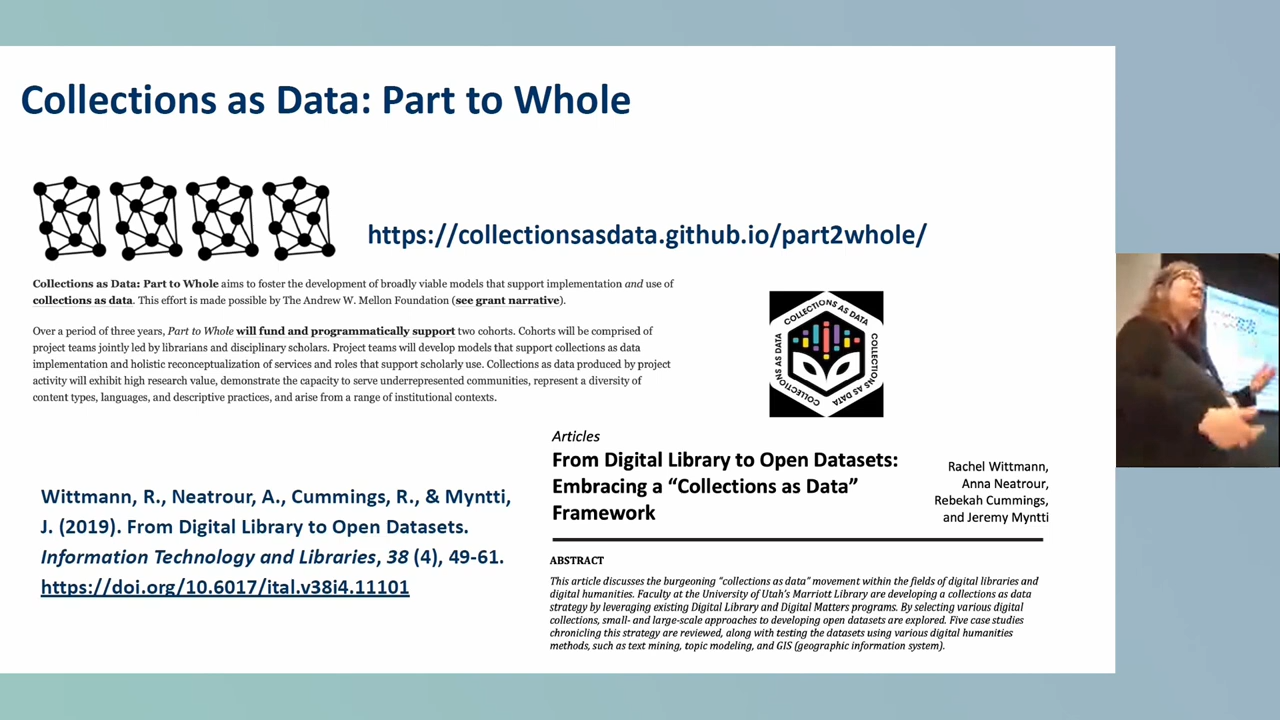 Collections as Data: Part to Whole
https://collectionsasdata.github.io/part2whole/
Collections as Data: Part to Whole aims to foster the development of broadly viable models that support implementation and use of
collections as data. This effort is made possible by The Andrew W. Mellon Foundation (see grant narrative).
Over a period of three years, Part to Whole will fund and programmatically support two cohorts. Cohorts will be comprised of
project teams jointly led by librarians and disciplinary scholars. Project teams will develop models that support collections as data
implementation and holistic reconceptualization of services and roles that support scholarly use. Collections as data produced by project
activity will exhibit high research value, demonstrate the capacity to serve underrepresented communities, represent a diversity of
content types, languages, and descriptive practices, and arise from a range of institutional contexts.
COLLECTIONS AS DATA
COLLECTIONS AS DATA
COLLECTIONS AS DATA
COLLECTIONS AS DATA
Wittmann, R., Neatrour, A., Cummings, R., & Myntti,
J. (2019). From Digital Library to Open Datasets.
Information Technology and Libraries, 38 (4), 49-61.
https://doi.org/10.6017/ital.v38i4.11101
Articles
From Digital Library to Open Datasets:
Embracing a “Collections as Data”
Framework
Rachel Wittmann,
Anna Neatrour,
Rebekah Cummings,
and Jeremy Myntti
ABSTRACT
This article discusses the burgeoning “collections as data” movement within the fields of digital libraries and
digital humanities. Faculty at the University of Utah’s Marriott Library are developing a collections as data
strategy by leveraging existing Digital Library and Digital Matters programs. By selecting various digital
collections, small- and large-scale approaches to developing open datasets are explored. Five case studies
chronicling this strategy are reviewed, along with testing the datasets using various digital humanities
methods, such as text mining, topic modeling, and GIS (geographic information system).